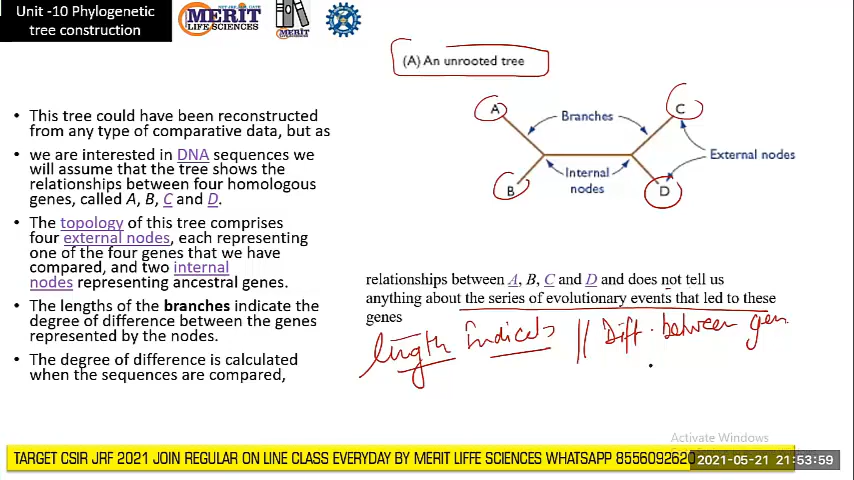 Unit -10 Phylogenetic
tree construction
MERIT
LIFE SCIENCES
MERIT
(A) An unrooted tree
A
Branches
C
External nodes
Internal
nodes
B
D
• This tree could have been reconstructed
from any type of comparative data, but as
• we are interested in DNA sequences we
will assume that the tree shows the
relationships between four homologous
genes, called A, B, C and D.
• The topology of this tree comprises
four external nodes, each representing
one of the four genes that we have
compared, and two internal
nodes representing ancestral genes.
• The lengths of the branches indicate the
degree of difference between the genes
represented by the nodes.
• The degree of difference is calculated
when the sequences are compared,
relationships between A, B, C and D and does not tell us
anything about the series of evolutionary events that led to these
genes
length indicats || Diff. between gen
Activate Windows
TARGET CSIR JRF 2021 JOIN REGULAR ON LINE CLASS EVERYDAY BY MERIT LIFFE SCIENCES WHATSAPP 8556092620
2021-05-21 21:53:59